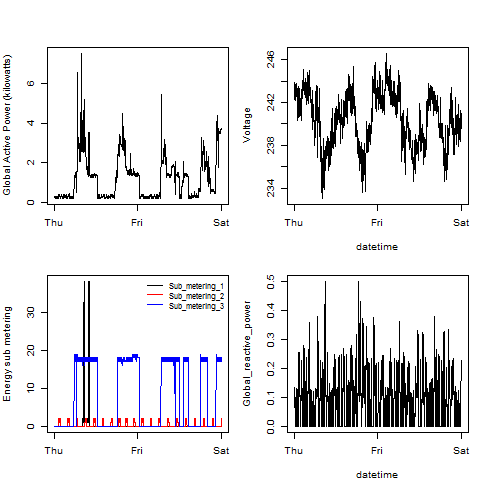 Global Active Power (kilowatts)
0 2 4 6
Thu Fri Sat
Voltage
234 238 242 246
Thu Fri Sat
datetime
Energy sub metering
0 10 20 30
Sub_metering_1
Sub_metering_2
Sub_metering_3
Thu Fri Sat
Global_reactive_power
0.0 0.1 0.2 0.3 0.4 0.5
Thu Fri Sat
datetime